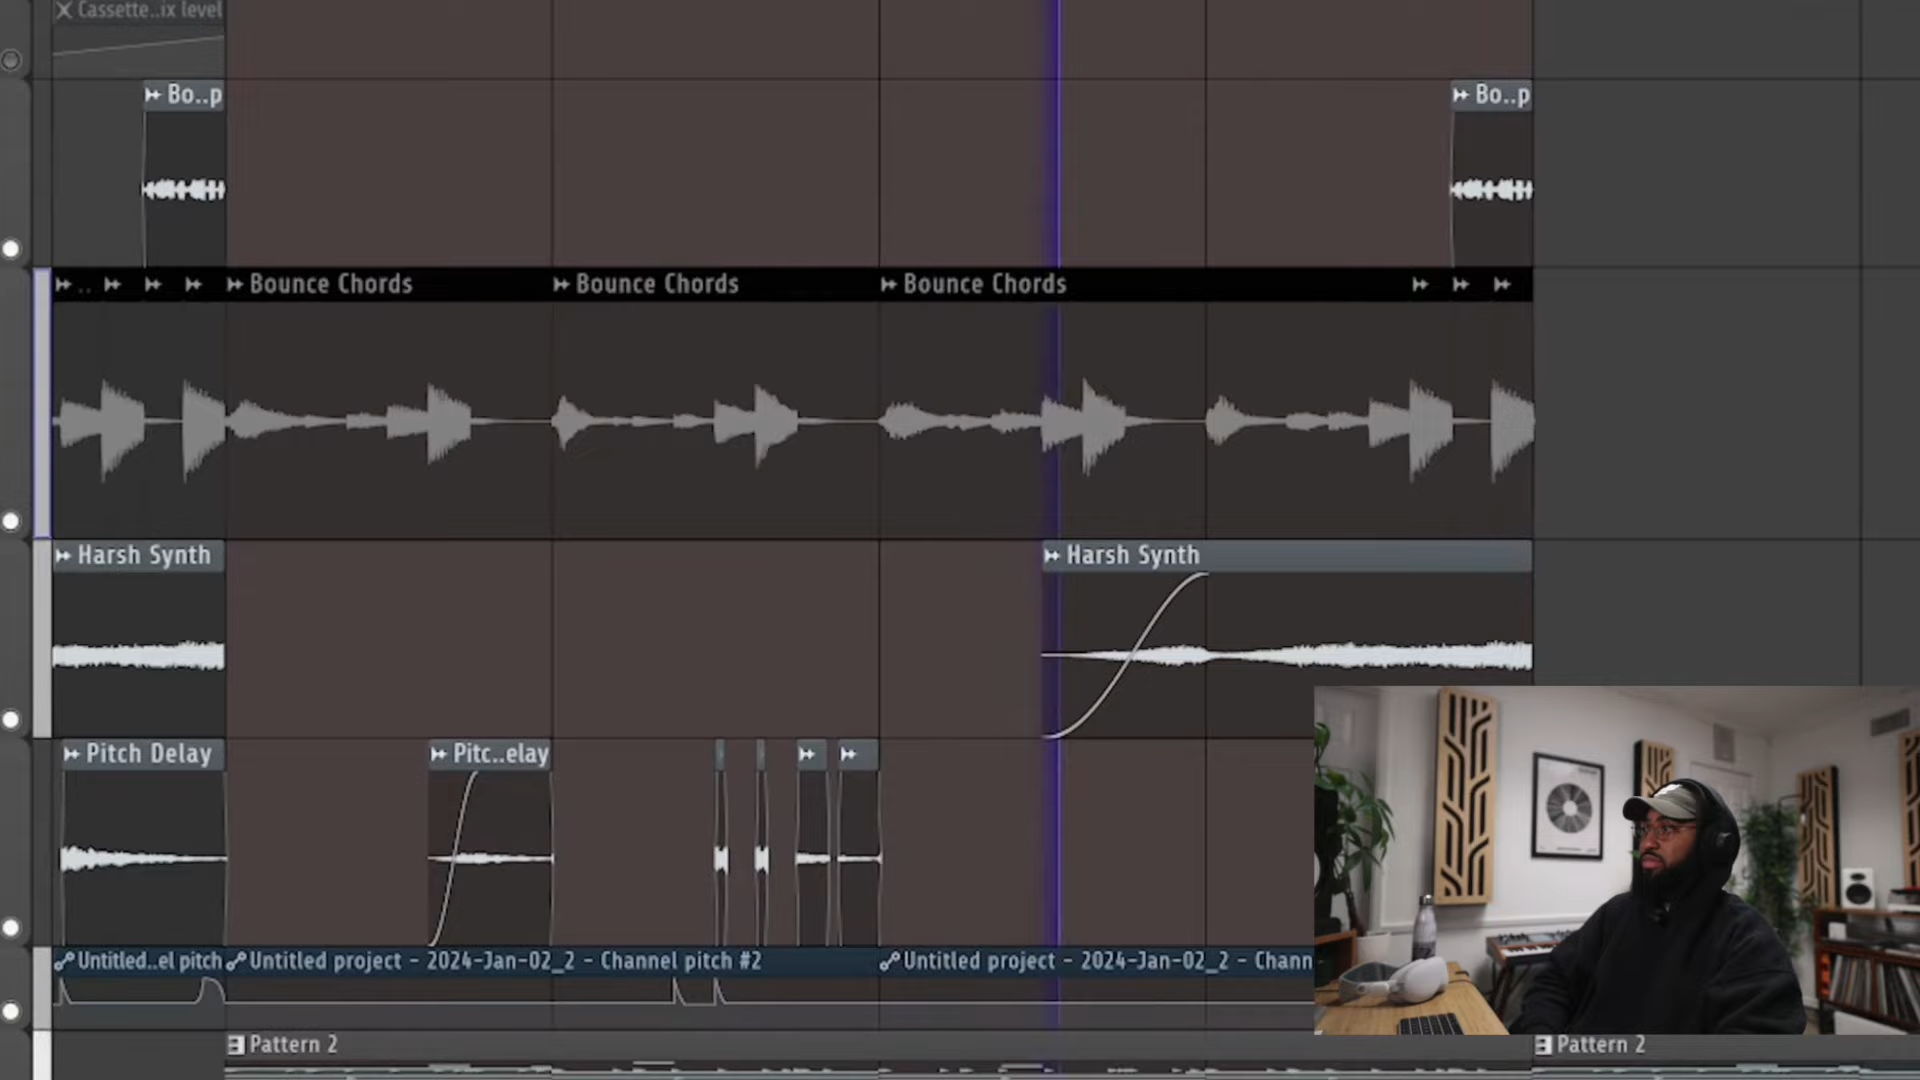 Cassette..ix level
Bo..p
Bo..p
..
Bounce Chords
Bounce Chords
Bounce Chords
Harsh Synth
Harsh Synth
Pitch Delay
Pitc..elay
Untitled..el pitch
Untitled project - 2024-Jan-02_2 - Channel pitch #2
Untitled project - 2024-Jan-02_2 - Chann
Pattern 2
Pattern 2